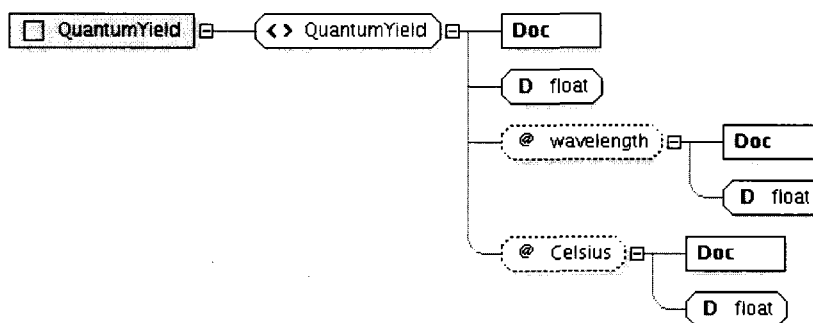 QuantumYield <> QuantumYield Doc
D float
@ wavelength Doc
D float
@ Celsius Doc
D float